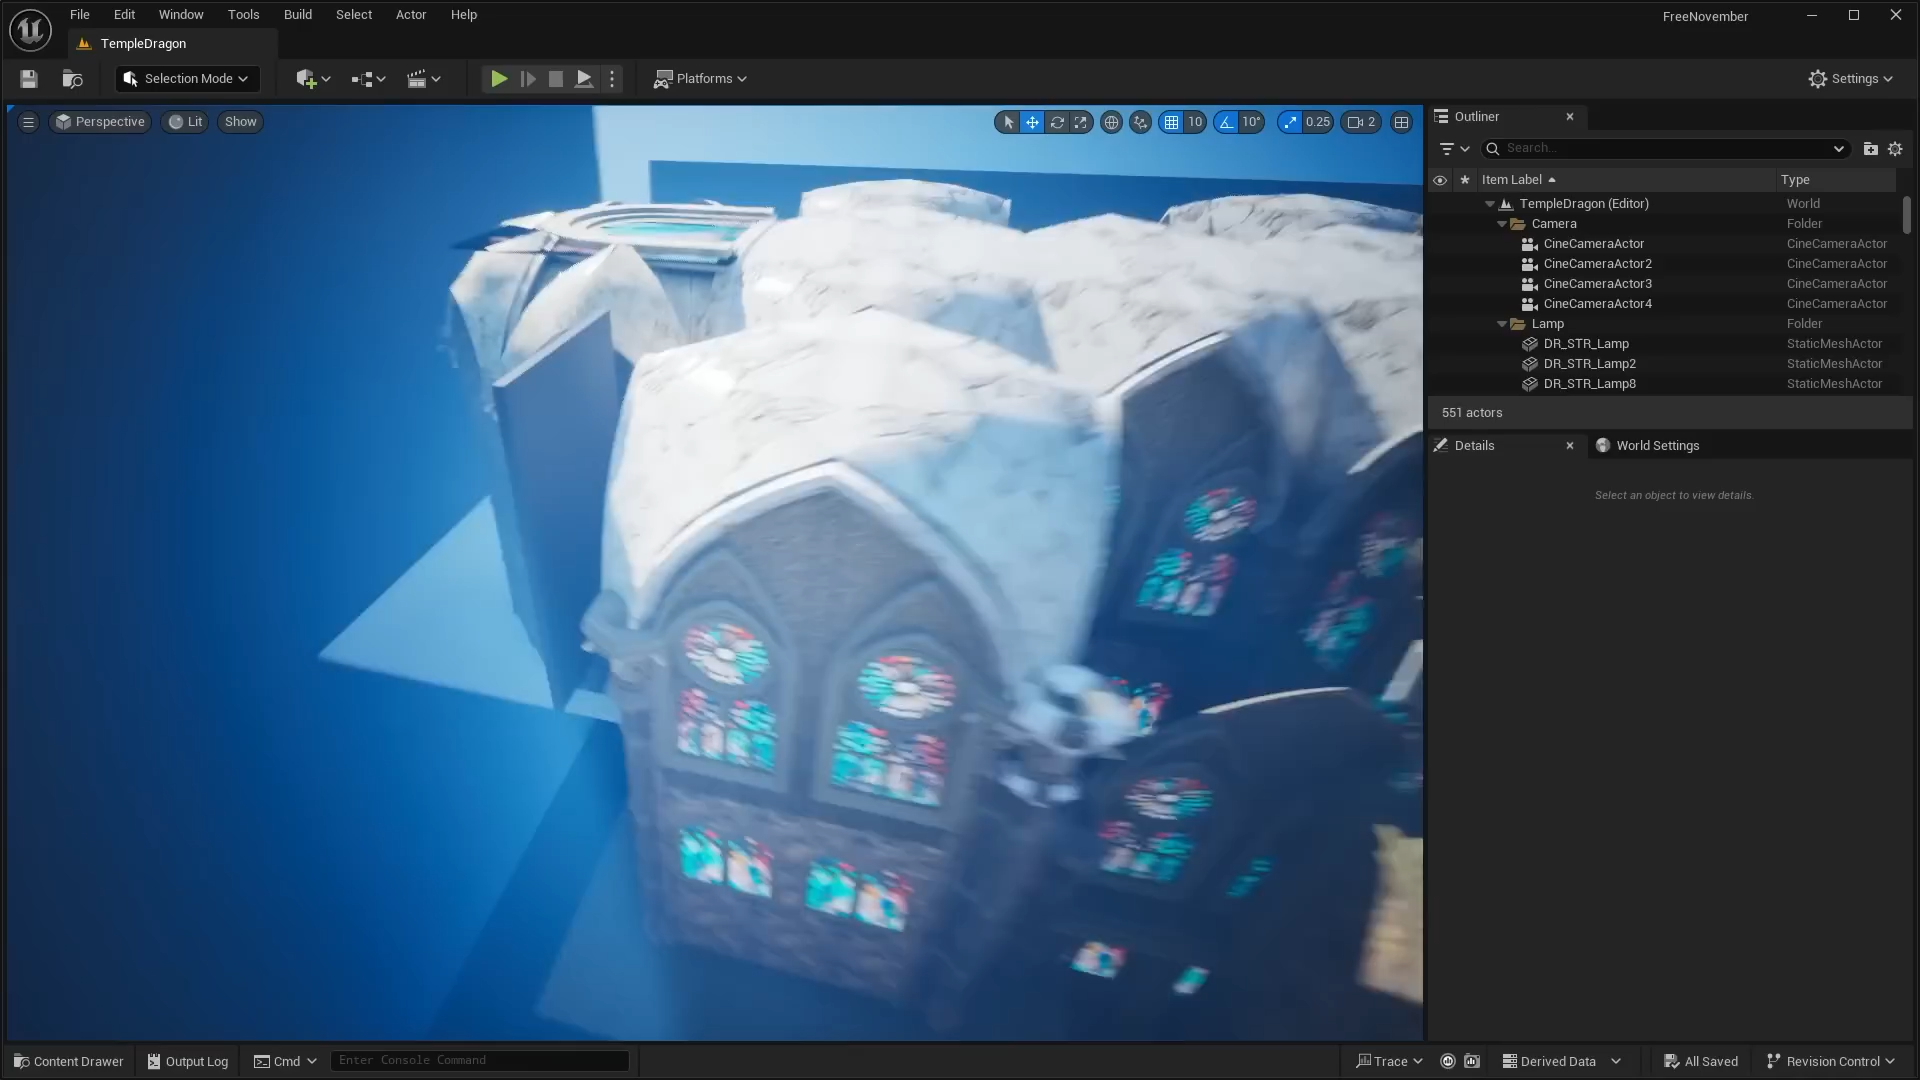 File Edit Window Tools Build Select Actor Help
FreeNovember
TempleDragon
Selection Mode
Platforms
Settings
Perspective Lit Show
10 10° 0.25 2
Outliner
Search...
Item Label Type
TempleDragon (Editor) World
Camera Folder
CineCameraActor CineCameraActor
CineCameraActor2 CineCameraActor
CineCameraActor3 CineCameraActor
CineCameraActor4 CineCameraActor
Lamp Folder
DR_STR_Lamp StaticMeshActor
DR_STR_Lamp2 StaticMeshActor
DR_STR_Lamp8 StaticMeshActor
551 actors
Details World Settings
Select an object to view details.
Content Drawer Output Log Cmd Enter Console Command Trace Derived Data All Saved Revision Control